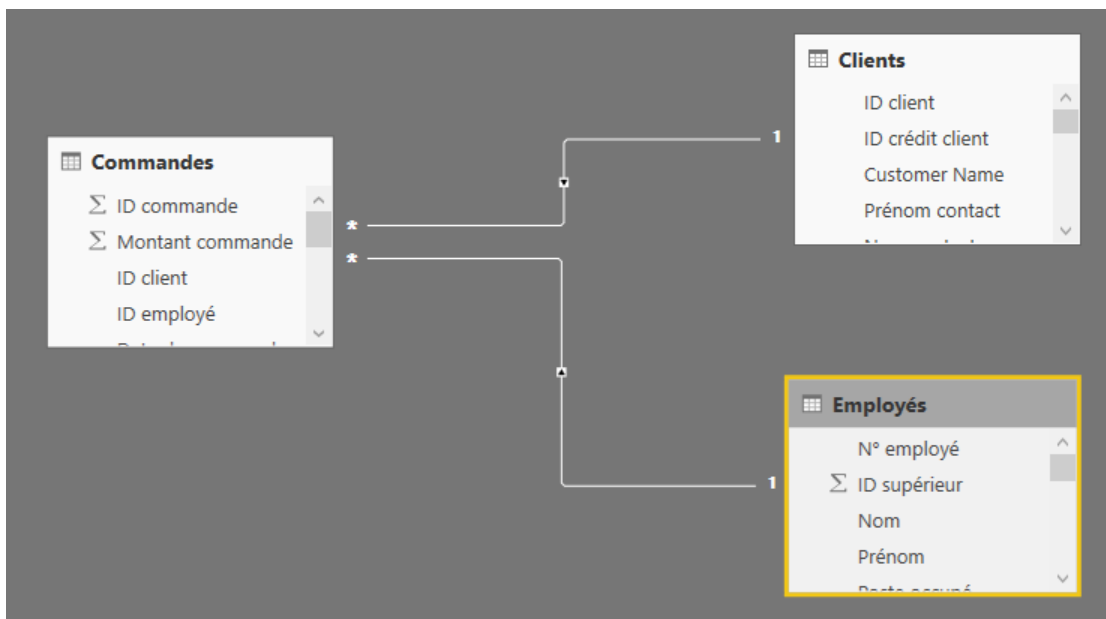 Clients
ID client
ID crédit client
Customer Name
Prénom contact
1
Commandes
Σ ID commande
Σ Montant commande
ID client
ID employé
*
*
Employés
N° employé
Σ ID supérieur
Nom
Prénom
1